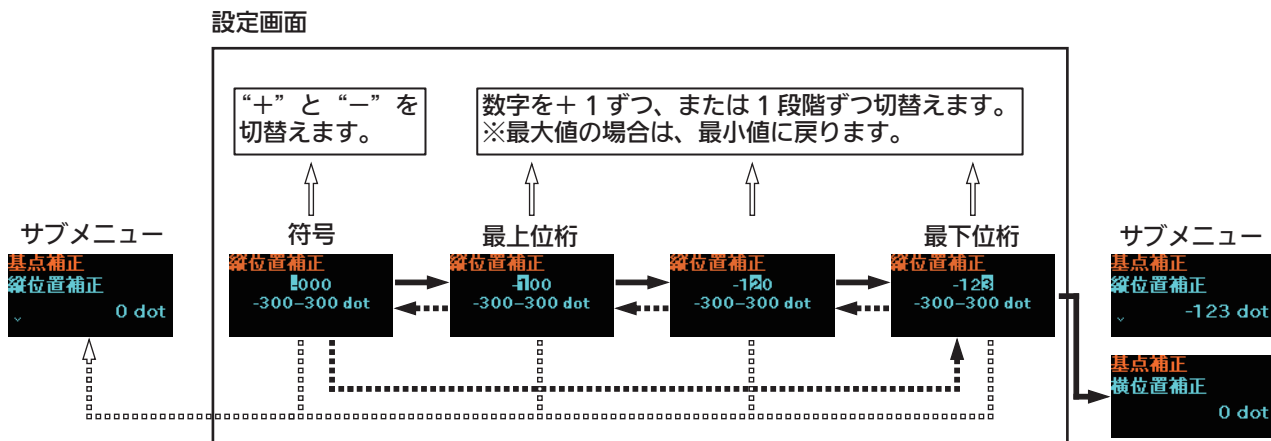 設定画面
“＋” と “－” を
切替えます。
数字を＋ 1 ずつ、または 1 段階ずつ切替えます。
※最大値の場合は、最小値に戻ります。
サブメニュー
基点補正
縦位置補正
0 dot
符号
縦位置補正
-000
-300–300 dot
最上位桁
縦位置補正
-100
-300–300 dot
縦位置補正
-120
-300–300 dot
最下位桁
縦位置補正
-123
-300–300 dot
サブメニュー
基点補正
縦位置補正
-123 dot
基点補正
横位置補正
0 dot